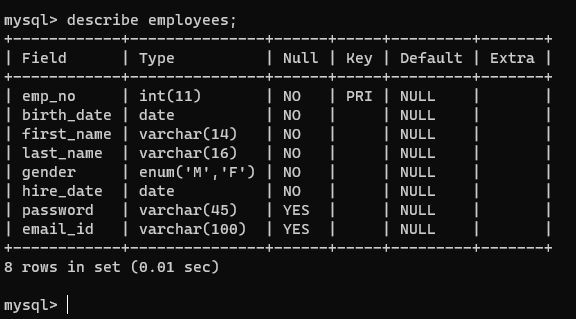 mysql> describe employees;
+------------+---------------+------+-----+---------+-------+
| Field      | Type          | Null | Key | Default | Extra |
+------------+---------------+------+-----+---------+-------+
| emp_no     | int(11)       | NO   | PRI | NULL    |       |
| birth_date | date          | NO   |     | NULL    |       |
| first_name | varchar(14)   | NO   |     | NULL    |       |
| last_name  | varchar(16)   | NO   |     | NULL    |       |
| gender     | enum('M','F') | NO   |     | NULL    |       |
| hire_date  | date          | NO   |     | NULL    |       |
| password   | varchar(45)   | YES  |     | NULL    |       |
| email_id   | varchar(100)  | YES  |     | NULL    |       |
+------------+---------------+------+-----+---------+-------+
8 rows in set (0.01 sec)
mysql>